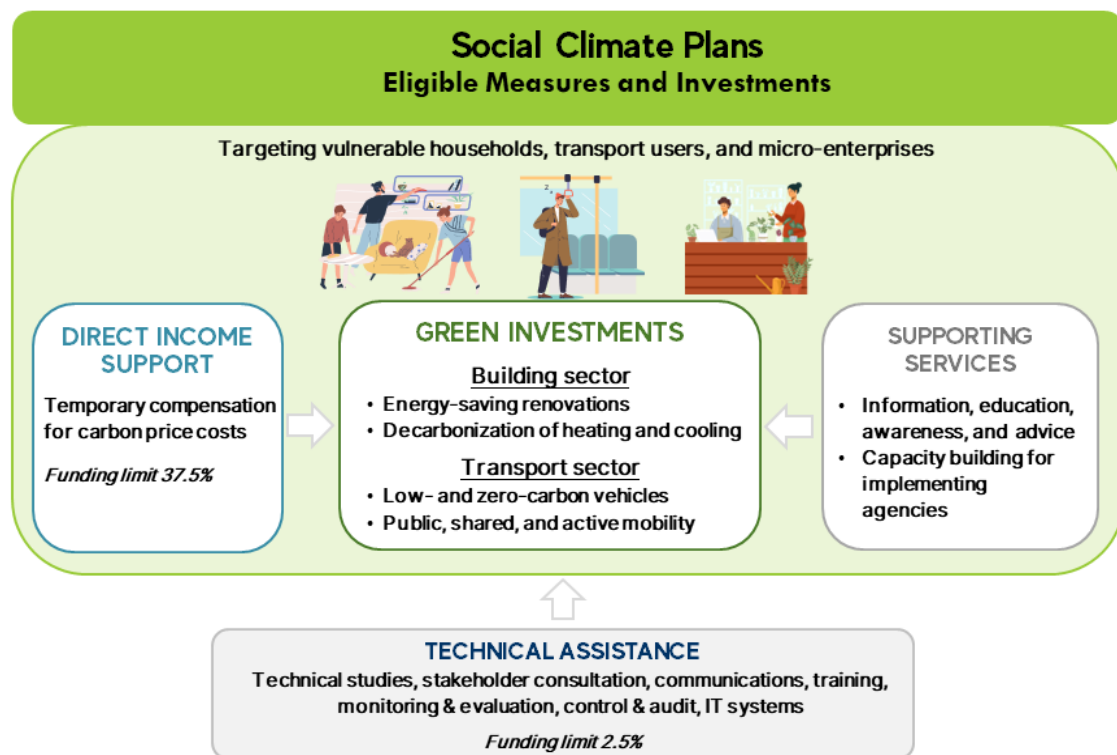 Social Climate Plans
Eligible Measures and Investments
Targeting vulnerable households, transport users, and micro-enterprises
z
z
DIRECT INCOME
SUPPORT
Temporary compensation
for carbon price costs
Funding limit 37.5%
GREEN INVESTMENTS
Building sector
• Energy-saving renovations
• Decarbonization of heating and cooling
Transport sector
• Low- and zero-carbon vehicles
• Public, shared, and active mobility
SUPPORTING
SERVICES
• Information, education,
awareness, and advice
• Capacity building for
implementing
agencies
TECHNICAL ASSISTANCE
Technical studies, stakeholder consultation, communications, training,
monitoring & evaluation, control & audit, IT systems
Funding limit 2.5%